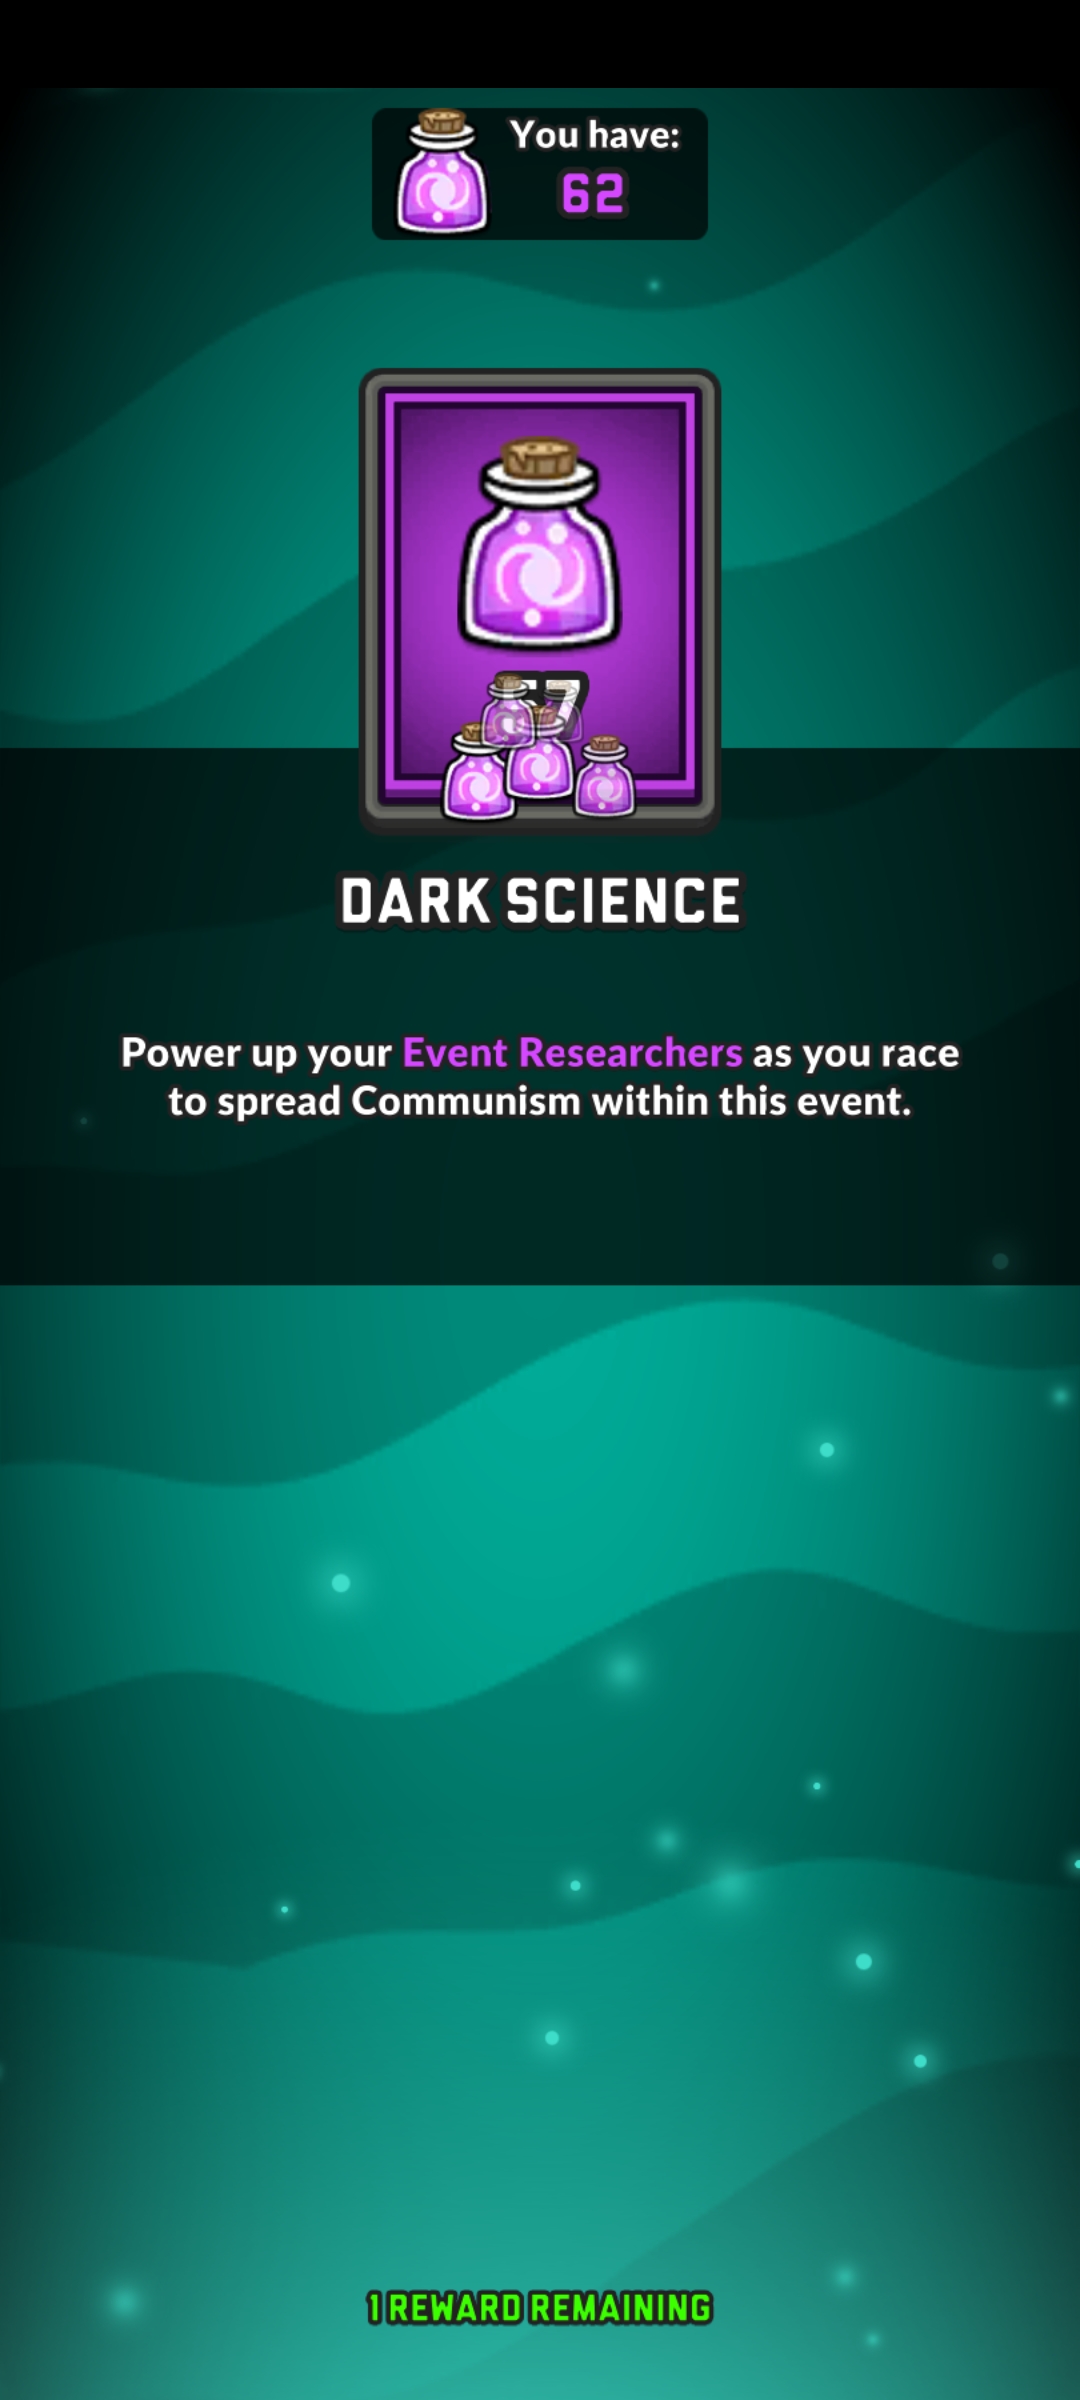 You have:
62
DARK SCIENCE
Power up your Event Researchers as you race
to spread Communism within this event.
1 REWARD REMAINING